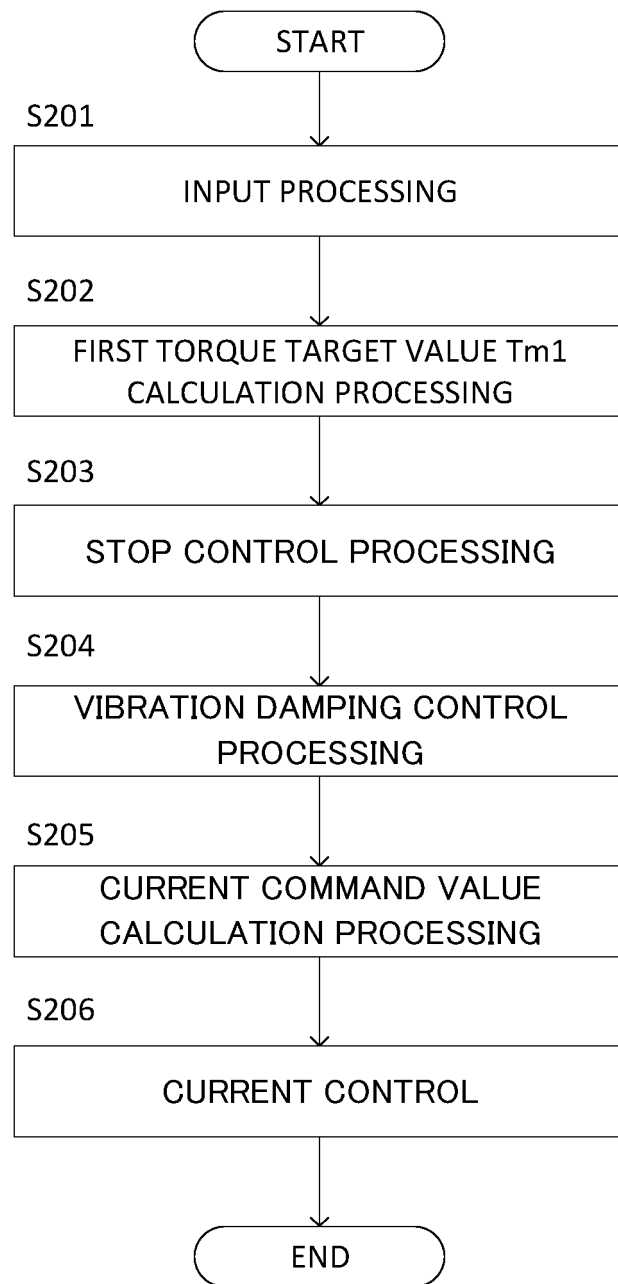 START
S201
INPUT PROCESSING
S202
FIRST TORQUE TARGET VALUE Tm1
CALCULATION PROCESSING
S203
STOP CONTROL PROCESSING
S204
VIBRATION DAMPING CONTROL
PROCESSING
S205
CURRENT COMMAND VALUE
CALCULATION PROCESSING
S206
CURRENT CONTROL
END